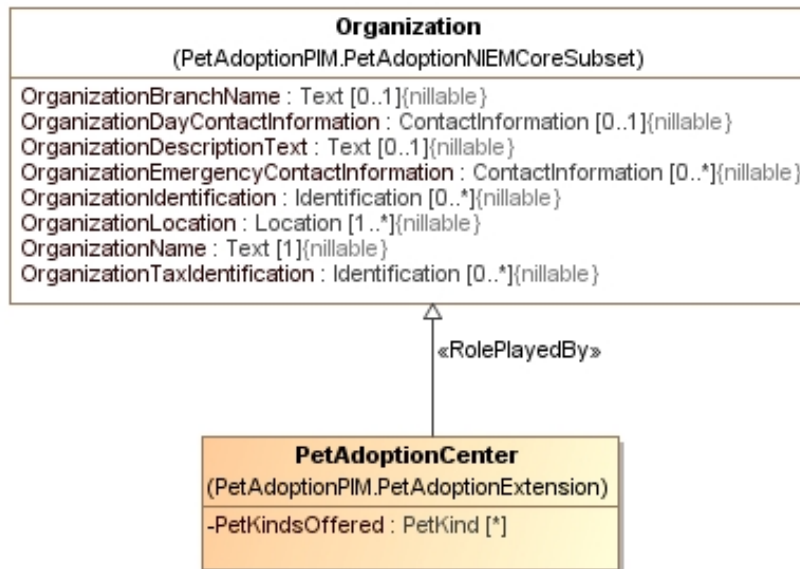 Organization
(PetAdoptionPIM.PetAdoptionNIEMCoreSubset)
OrganizationBranchName : Text [0..1]{nillable}
OrganizationDayContactInformation : ContactInformation [0..1]{nillable}
OrganizationDescriptionText : Text [0..1]{nillable}
OrganizationEmergencyContactInformation : ContactInformation [0..*]{nillable}
OrganizationIdentification : Identification [0..*]{nillable}
OrganizationLocation : Location [1..*]{nillable}
OrganizationName : Text [1]{nillable}
OrganizationTaxIdentification : Identification [0..*]{nillable}
«RolePlayedBy»
PetAdoptionCenter
(PetAdoptionPIM.PetAdoptionExtension)
-PetKindsOffered : PetKind [*]